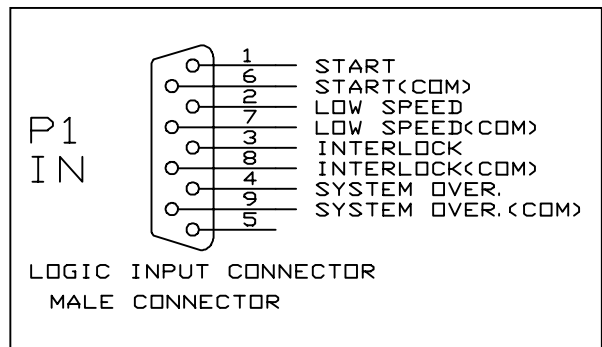 1 START
6 START(COM)
2 LOW SPEED
7 LOW SPEED(COM)
3 INTERLOCK
8 INTERLOCK(COM)
4 SYSTEM OVER.
9 SYSTEM OVER.(COM)
5
P1
IN
LOGIC INPUT CONNECTOR
MALE CONNECTOR